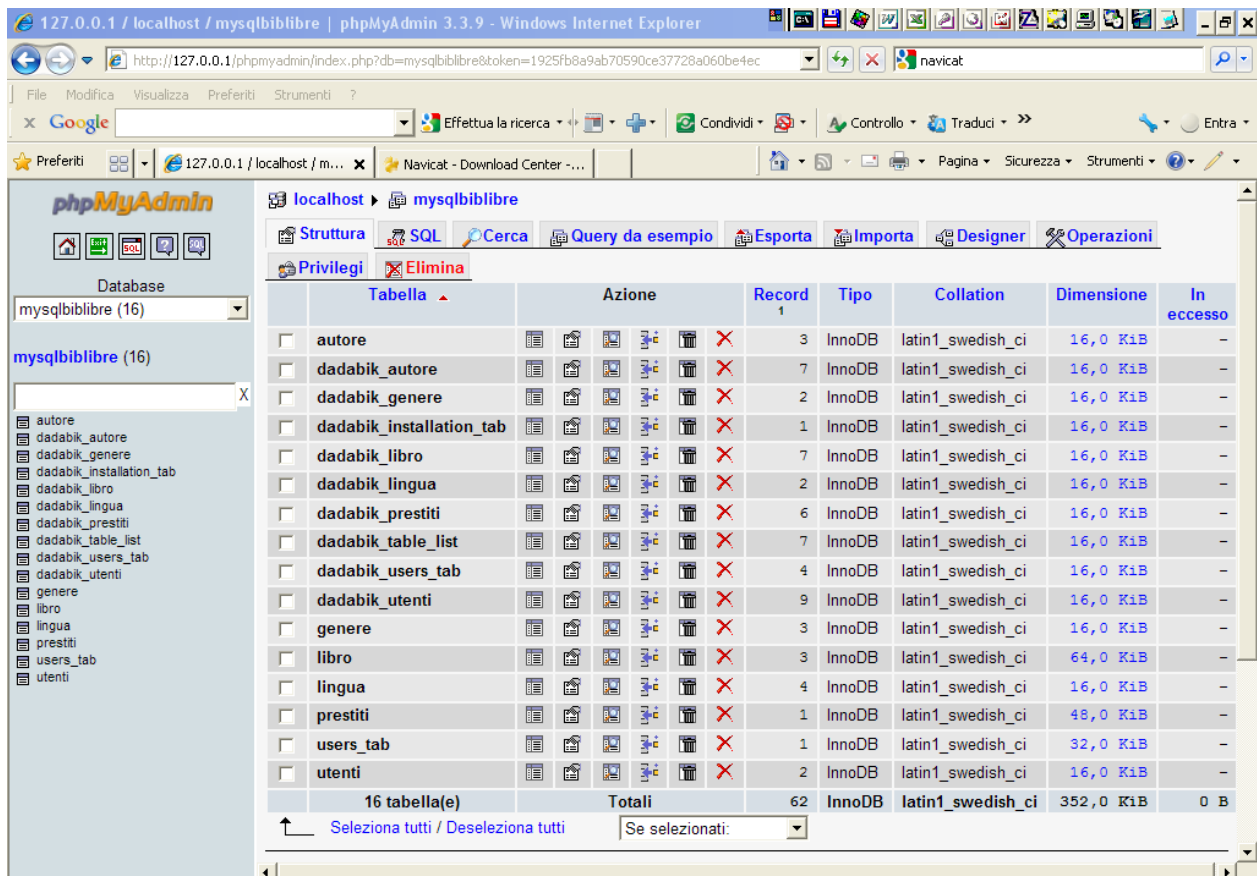 127.0.0.1 / localhost / mysqlbiblibre | phpMyAdmin 3.3.9 - Windows Internet Explorer
http://127.0.0.1/phpmyadmin/index.php?db=mysqlbiblibre&token=1925fb8a9ab70590ce37728a060be4ec
navicat
File Modifica Visualizza Preferiti Strumenti ?
x Google Effettua la ricerca Condividi Controllo Traduci >> Entra
Preferiti 127.0.0.1 / localhost / m... x Navicat - Download Center -... Pagina Sicurezza Strumenti
phpMyAdmin
Database
mysqlbiblibre (16)
mysqlbiblibre (16)
X
autore
dadabik_autore
dadabik_genere
dadabik_installation_tab
dadabik_libro
dadabik_lingua
dadabik_prestiti
dadabik_table_list
dadabik_users_tab
dadabik_utenti
genere
libro
lingua
prestiti
users_tab
utenti
localhost mysqlbiblibre
Struttura SQL Cerca Query da esempio Esporta Importa Designer Operazioni
Privilegi Elimina
Tabella Azione Record 1 Tipo Collation Dimensione In eccesso
autore 3 InnoDB latin1_swedish_ci 16,0 KiB -
dadabik_autore 7 InnoDB latin1_swedish_ci 16,0 KiB -
dadabik_genere 2 InnoDB latin1_swedish_ci 16,0 KiB -
dadabik_installation_tab 1 InnoDB latin1_swedish_ci 16,0 KiB -
dadabik_libro 7 InnoDB latin1_swedish_ci 16,0 KiB -
dadabik_lingua 2 InnoDB latin1_swedish_ci 16,0 KiB -
dadabik_prestiti 6 InnoDB latin1_swedish_ci 16,0 KiB -
dadabik_table_list 7 InnoDB latin1_swedish_ci 16,0 KiB -
dadabik_users_tab 4 InnoDB latin1_swedish_ci 16,0 KiB -
dadabik_utenti 9 InnoDB latin1_swedish_ci 16,0 KiB -
genere 3 InnoDB latin1_swedish_ci 16,0 KiB -
libro 3 InnoDB latin1_swedish_ci 64,0 KiB -
lingua 4 InnoDB latin1_swedish_ci 16,0 KiB -
prestiti 1 InnoDB latin1_swedish_ci 48,0 KiB -
users_tab 1 InnoDB latin1_swedish_ci 32,0 KiB -
utenti 2 InnoDB latin1_swedish_ci 16,0 KiB -
16 tabella(e) Totali 62 InnoDB latin1_swedish_ci 352,0 KiB 0 B
Seleziona tutti / Deseleziona tutti Se selezionati: